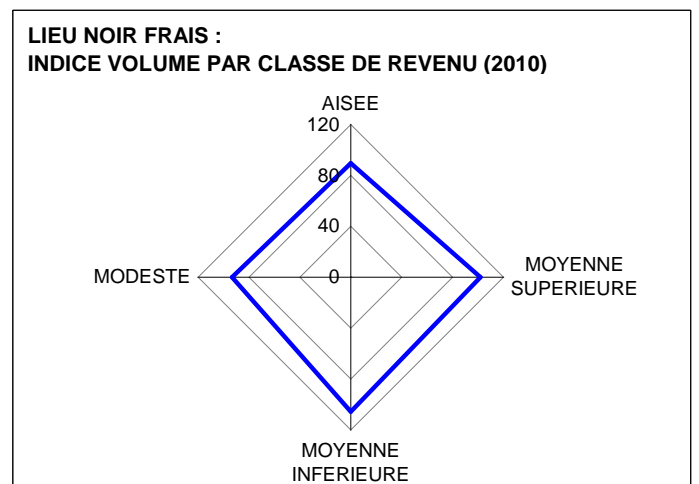 LIEU NOIR FRAIS :
INDICE VOLUME PAR CLASSE DE REVENU (2010)
AISEE
120
80
40
0
MODESTE
MOYENNE
SUPERIEURE
MOYENNE
INFERIEURE